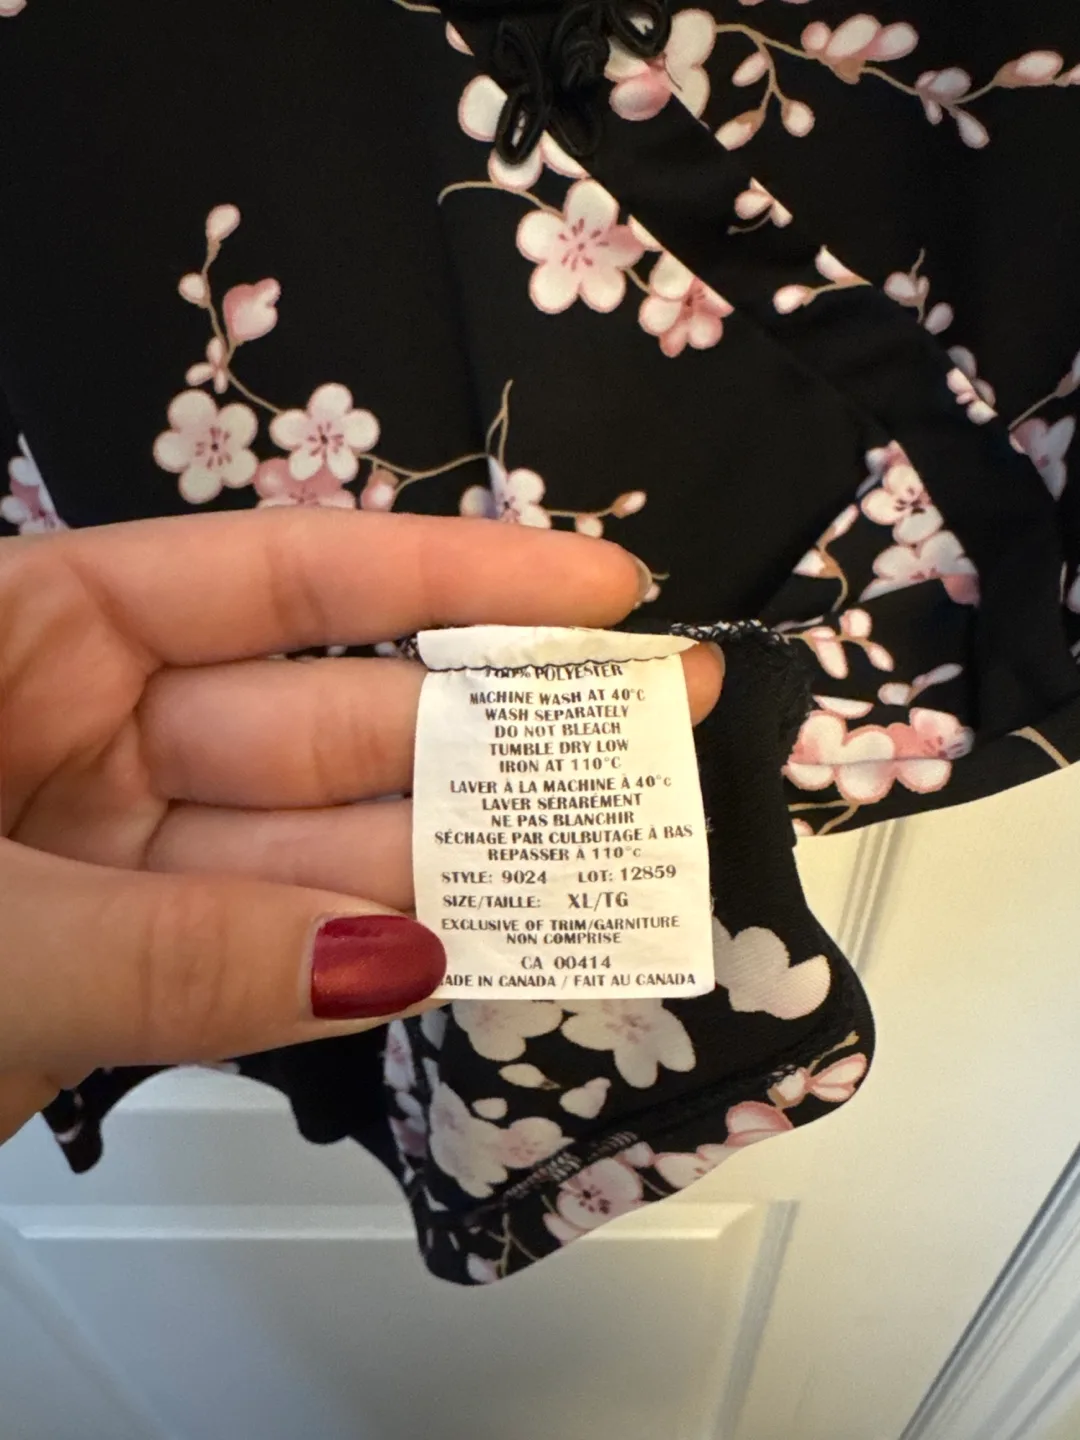 100% POLYESTER
MACHINE WASH AT 40°C
WASH SEPARATELY
DO NOT BLEACH
TUMBLE DRY LOW
IRON AT 110°C
LAVER À LA MACHINE À 40°C
LAVER SÉRARÉMENT
NE PAS BLANCHIR
SÉCHAGE PAR CULBUTAGE À BAS
REPASSER À 110°C
STYLE: 9024 LOT: 12859
SIZE/TAILLE: XL/TG
EXCLUSIVE OF TRIM/GARNITURE
NON COMPRISE
CA 00414
ADE IN CANADA / FAIT AU CANADA